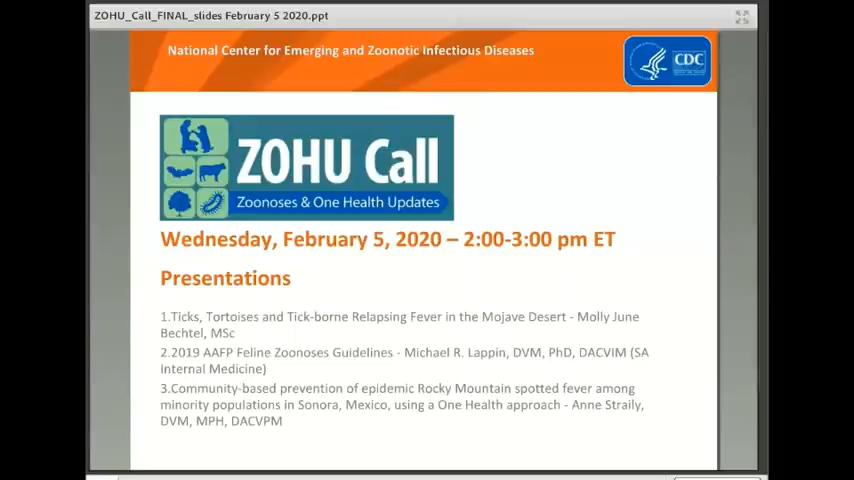 ZOHU_Call_FINAL_slides February 5 2020.ppt
National Center for Emerging and Zoonotic Infectious Diseases
CDC
ZOHU Call
Zoonoses & One Health Updates
Wednesday, February 5, 2020 – 2:00-3:00 pm ET
Presentations
1.Ticks, Tortoises and Tick-borne Relapsing Fever in the Mojave Desert - Molly June
Bechtel, MSc
2.2019 AAFP Feline Zoonoses Guidelines - Michael R. Lappin, DVM, PhD, DACVIM (SA
Internal Medicine)
3.Community-based prevention of epidemic Rocky Mountain spotted fever among
minority populations in Sonora, Mexico, using a One Health approach - Anne Straily,
DVM, MPH, DACVPM